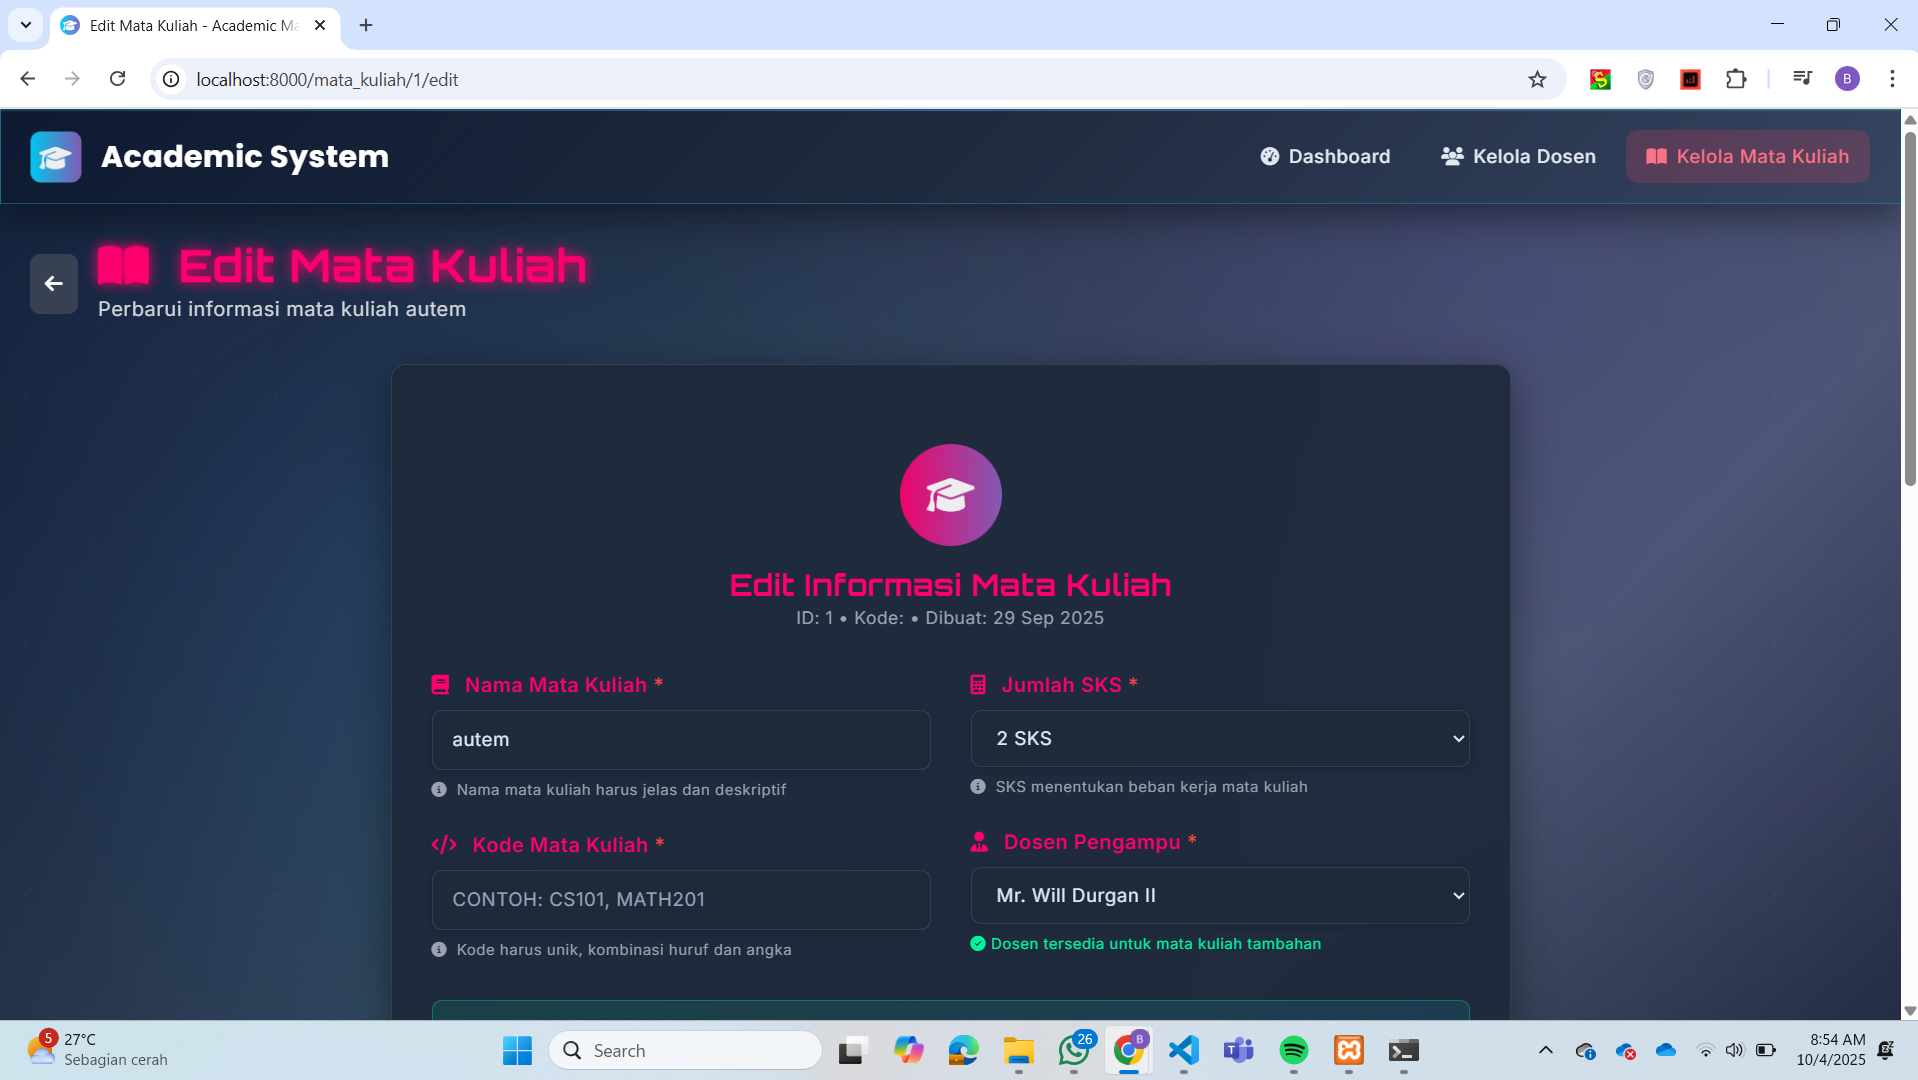 Edit Mata Kuliah - Academic Ma
localhost:8000/mata_kuliah/1/edit
B
Academic System
Dashboard
Kelola Dosen
Kelola Mata Kuliah
Edit Mata Kuliah
Perbarui informasi mata kuliah autem
Edit Informasi Mata Kuliah
ID: 1 • Kode: • Dibuat: 29 Sep 2025
Nama Mata Kuliah *
autem
Nama mata kuliah harus jelas dan deskriptif
Jumlah SKS *
2 SKS
SKS menentukan beban kerja mata kuliah
Kode Mata Kuliah *
CONTOH: CS101, MATH201
Kode harus unik, kombinasi huruf dan angka
Dosen Pengampu *
Mr. Will Durgan II
Dosen tersedia untuk mata kuliah tambahan
5
27°C
Sebagian cerah
Search
26
B
8:54 AM
10/4/2025